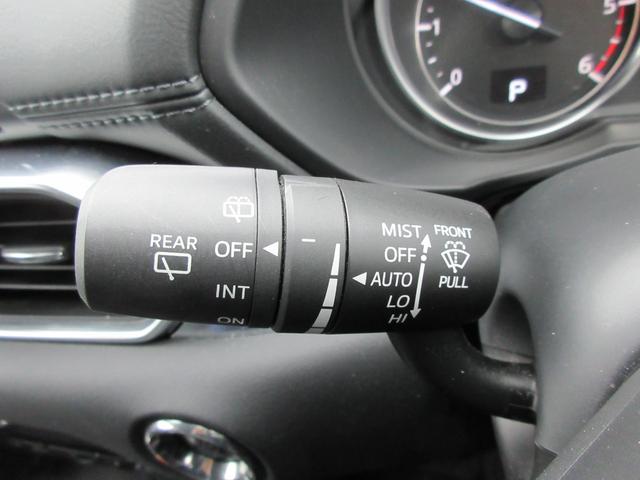 1
0
P
5
6
REAR
OFF
INT
ON
MIST
OFF
AUTO
LO
HI
FRONT
PULL